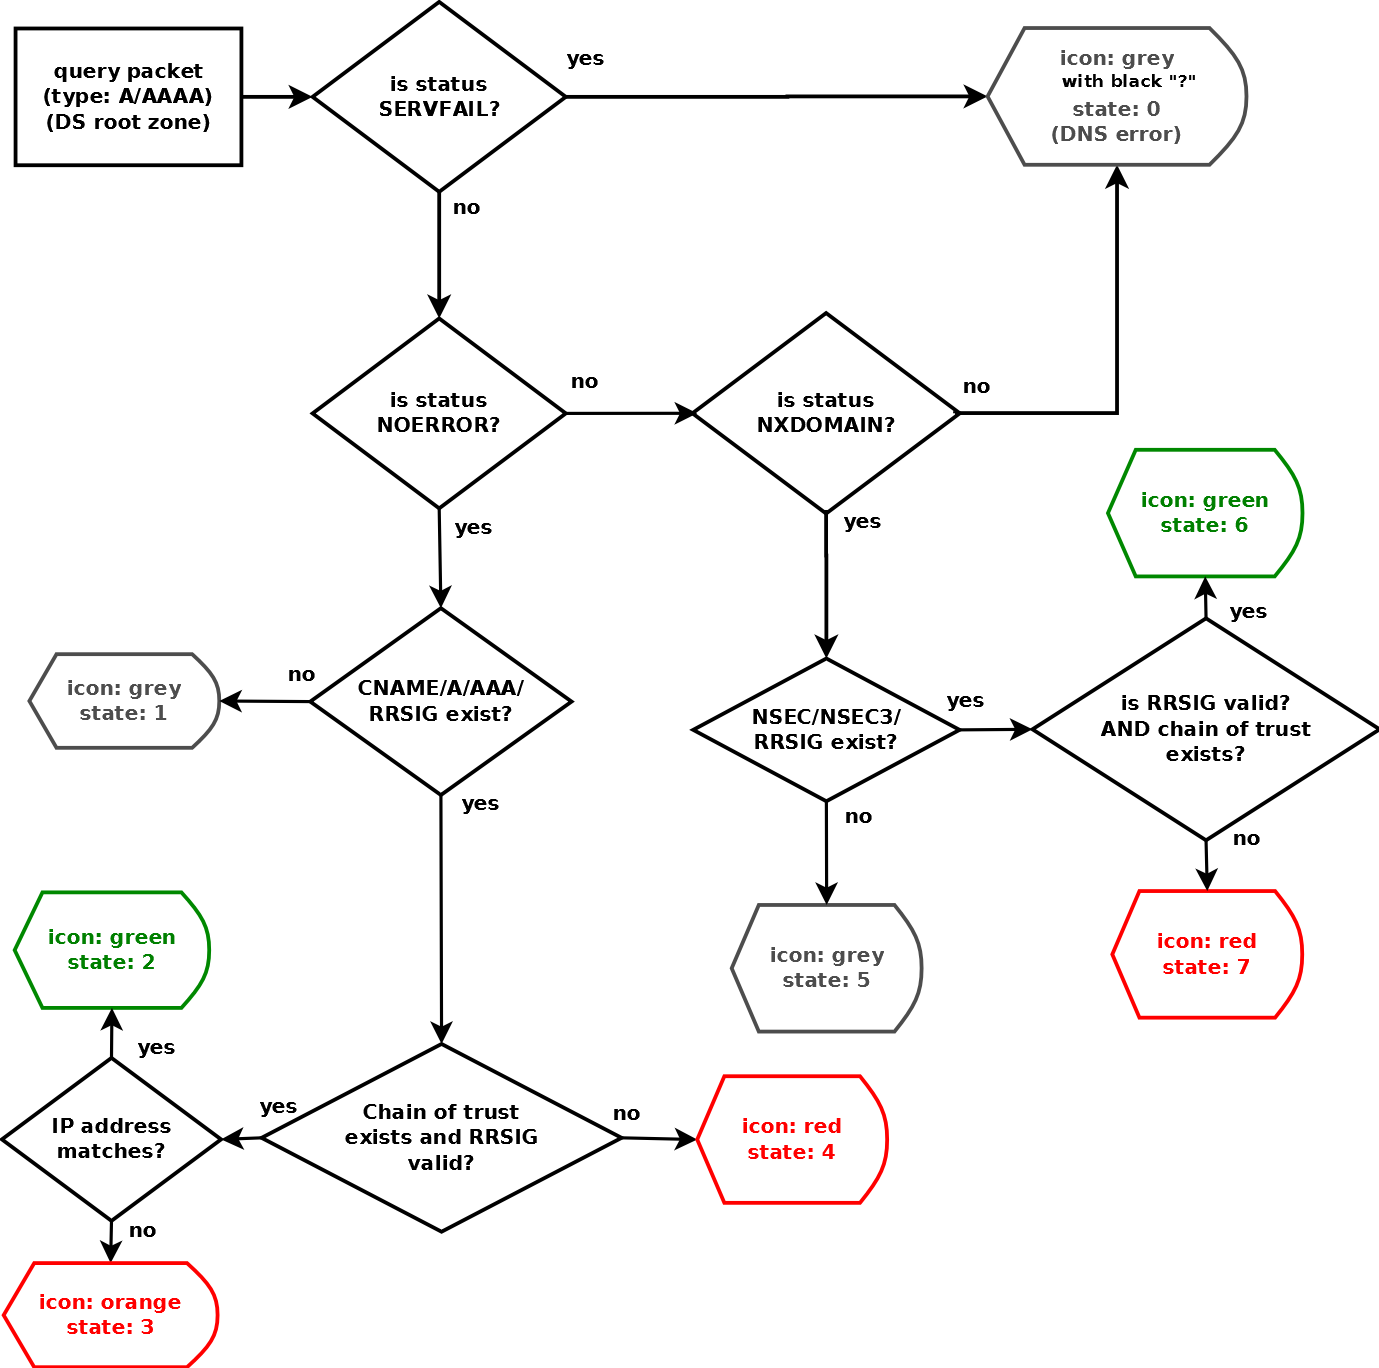 query packet
(type: A/AAAA)
(DS root zone)
is status
SERVFAIL?
yes
icon: grey
with black "?"
state: 0
(DNS error)
no
is status
NOERROR?
no
is status
NXDOMAIN?
no
yes
yes
icon: green
state: 6
yes
CNAME/A/AAA/
RRSIG exist?
no
icon: grey
state: 1
NSEC/NSEC3/
RRSIG exist?
yes
is RRSIG valid?
AND chain of trust
exists?
yes
no
no
icon: grey
state: 5
icon: red
state: 7
icon: green
state: 2
yes
IP address
matches?
yes
Chain of trust
exists and RRSIG
valid?
no
icon: red
state: 4
no
icon: orange
state: 3